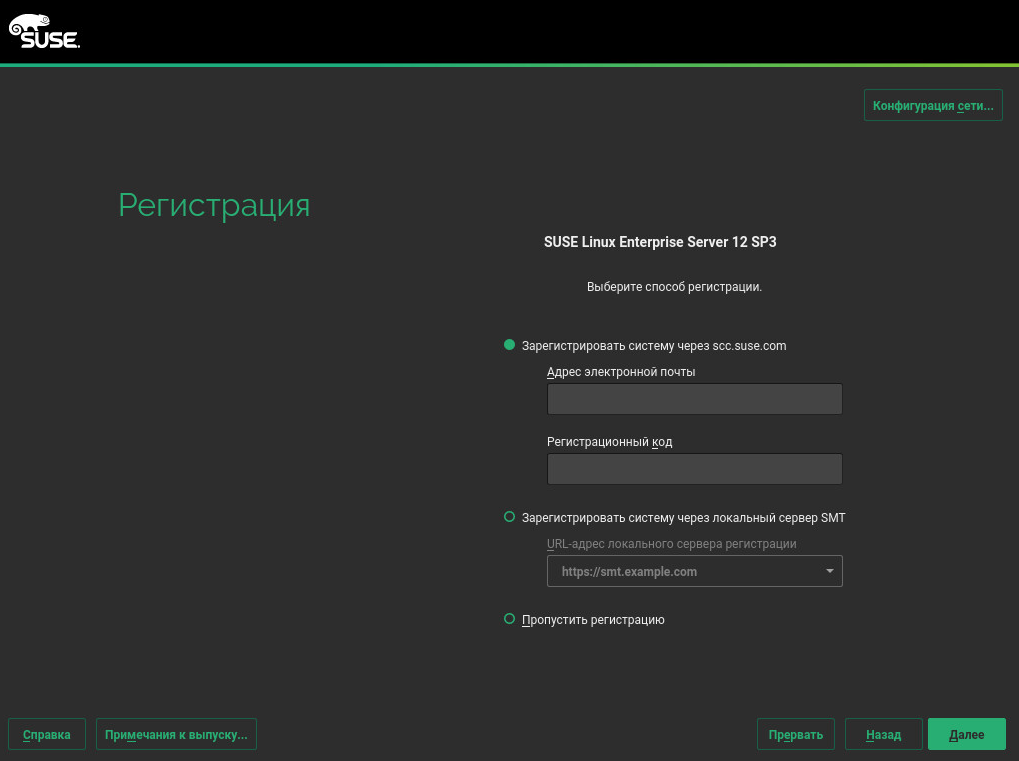 SUSE.
Конфигурация сети...
Регистрация
SUSE Linux Enterprise Server 12 SP3
Выберите способ регистрации.
Зарегистрировать систему через scc.suse.com
Адрес электронной почты
Регистрационный код
Зарегистрировать систему через локальный сервер SMT
URL-адрес локального сервера регистрации
https://smt.example.com
Пропустить регистрацию
Справка Примечания к выпуску... Прервать Назад Далее